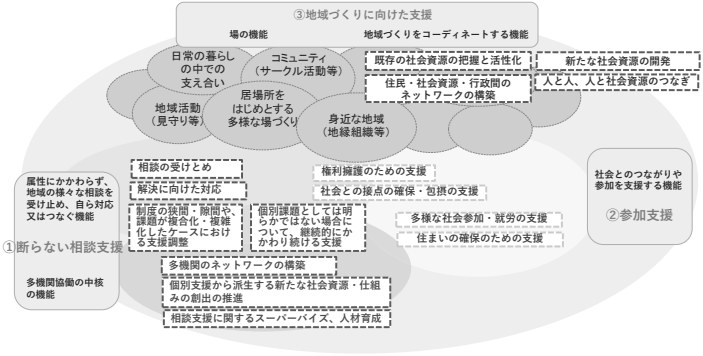 ③地域づくりに向けた支援
場の機能
地域づくりをコーディネートする機能
日常の暮らし
の中での
支え合い
コミュニティ
(サークル活動等)
地域活動
(見守り等)
居場所を
はじめとする
多様な場づくり
身近な地域
(地縁組織等)
既存の社会資源の把握と活性化
新たな社会資源の開発
住民・社会資源・行政間の
ネットワークの構築
人と人、人と社会資源のつなぎ
属性にかかわらず、
地域の様々な相談を
受け止め、自ら対応
又はつなぐ機能
①断らない相談支援
多機関協働の中核
の機能
相談の受けとめ
解決に向けた対応
制度の狭間・隙間や、
課題が複合化・複雑
化したケースにおけ
る支援調整
個別課題としては明
らかではない場合に
ついて、継続的にか
かわり続ける支援
多機関のネットワークの構築
個別支援から派生する新たな社会資源・仕組
みの創出の推進
相談支援に関するスーパーバイズ、人材育成
権利擁護のための支援
社会との接点の確保・包摂の支援
多様な社会参加・就労の支援
住まいの確保のための支援
社会とのつながりや
参加を支援する機能
②参加支援